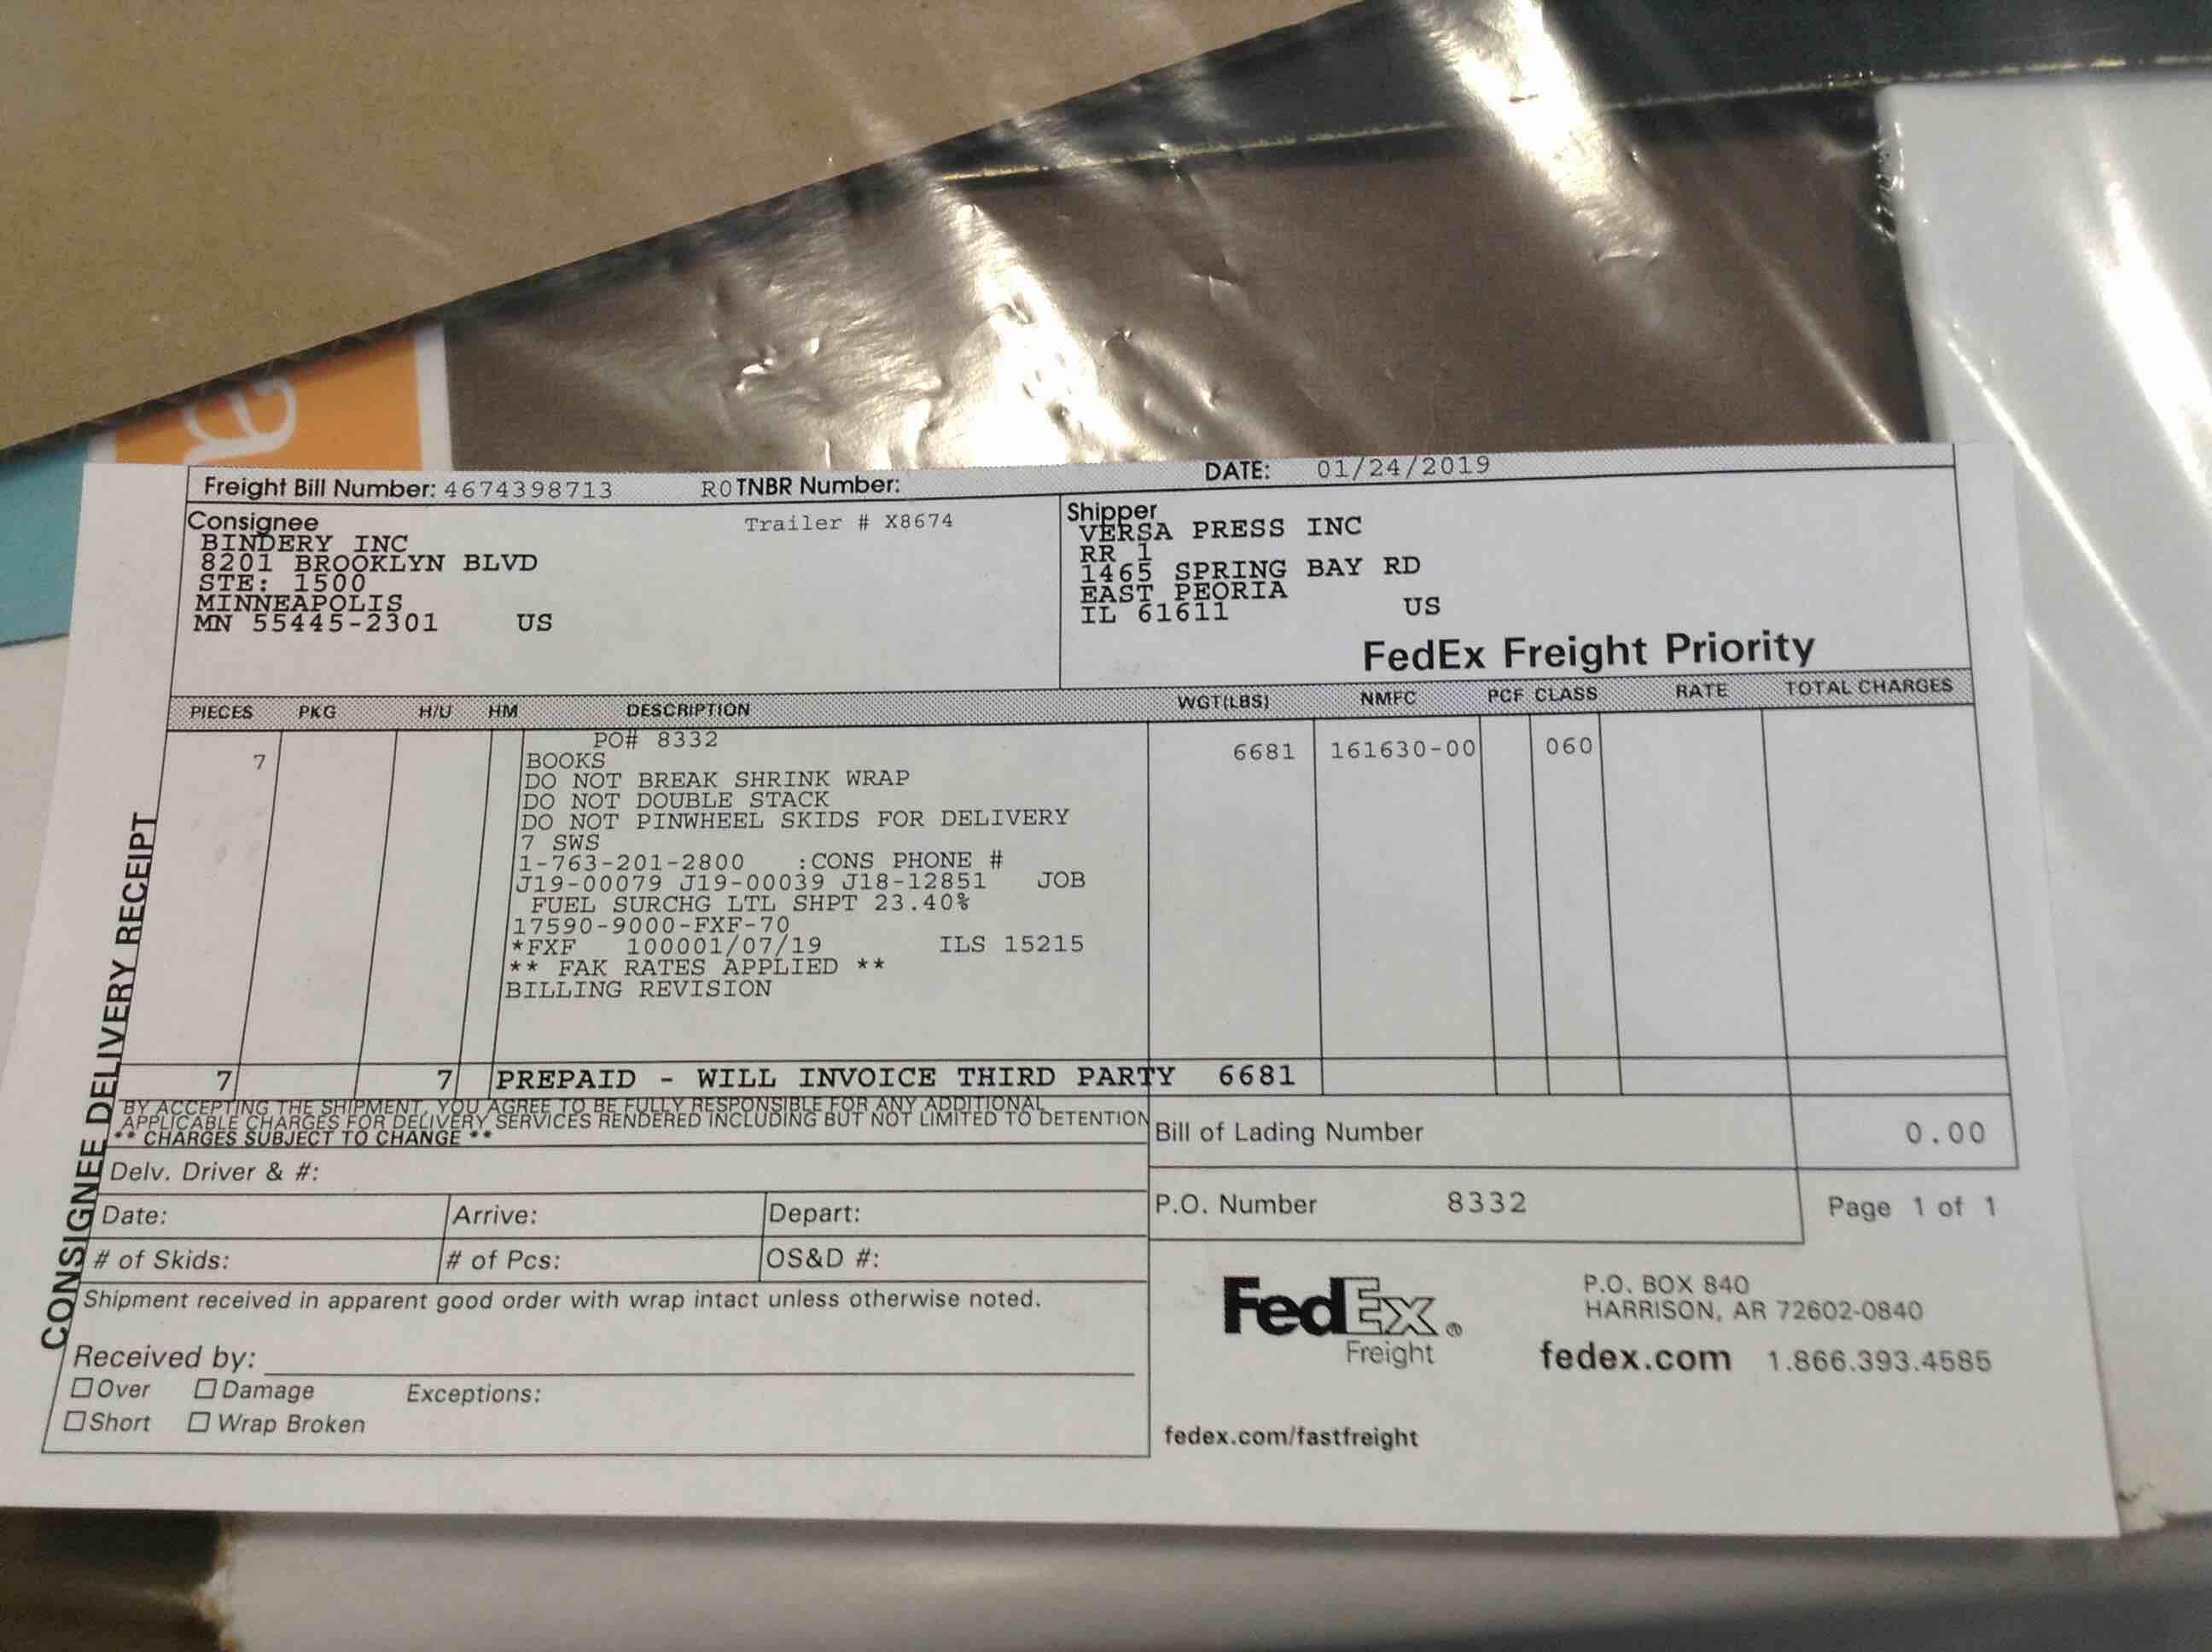 a
Freight Bill Number: 4674398713 ROTNBR Number: DATE: 01/24/2019
Consignee
BINDERY INC
8201 BROOKLYN BLVD
STE: 1500
MINNEAPOLIS
MN 55445-2301 US
Trailer # X8674
Shipper
VERSA PRESS INC
RR 1
1465 SPRING BAY RD
EAST PEORIA
IL 61611 US
FedEx Freight Priority
PIECES PKG H/U HM DESCRIPTION WGT(LBS) NMFC PCF CLASS RATE TOTAL CHARGES
PO# 8332
7 BOOKS 6681 161630-00 060
DO NOT BREAK SHRINK WRAP
DO NOT DOUBLE STACK
DO NOT PINWHEEL SKIDS FOR DELIVERY
7 SWS
1-763-201-2800 :CONS PHONE #
J19-00079 J19-00039 J18-12851 JOB
FUEL SURCHG LTL SHPT 23.40%
17590-9000-FXF-70
*FXF 100001/07/19 ILS 15215
** FAK RATES APPLIED **
BILLING REVISION
7 7 PREPAID - WILL INVOICE THIRD PARTY 6681
BY ACCEPTING THE SHIPMENT, YOU AGREE TO BE FULLY RESPONSIBLE FOR ANY ADDITIONAL
APPLICABLE CHARGES FOR DELIVERY SERVICES RENDERED INCLUDING BUT NOT LIMITED TO DETENTION
** CHARGES SUBJECT TO CHANGE **
Bill of Lading Number 0.00
Delv. Driver & #:
P.O. Number 8332 Page 1 of 1
Date: Arrive: Depart:
# of Skids: # of Pcs: OS&D #:
Shipment received in apparent good order with wrap intact unless otherwise noted.
Received by:
Over Damage Exceptions:
Short Wrap Broken
FedEx®
Freight
P.O. BOX 840
HARRISON, AR 72602-0840
fedex.com 1.866.393.4585
fedex.com/fastfreight
CONSIGNEE DELIVERY RECEIPT